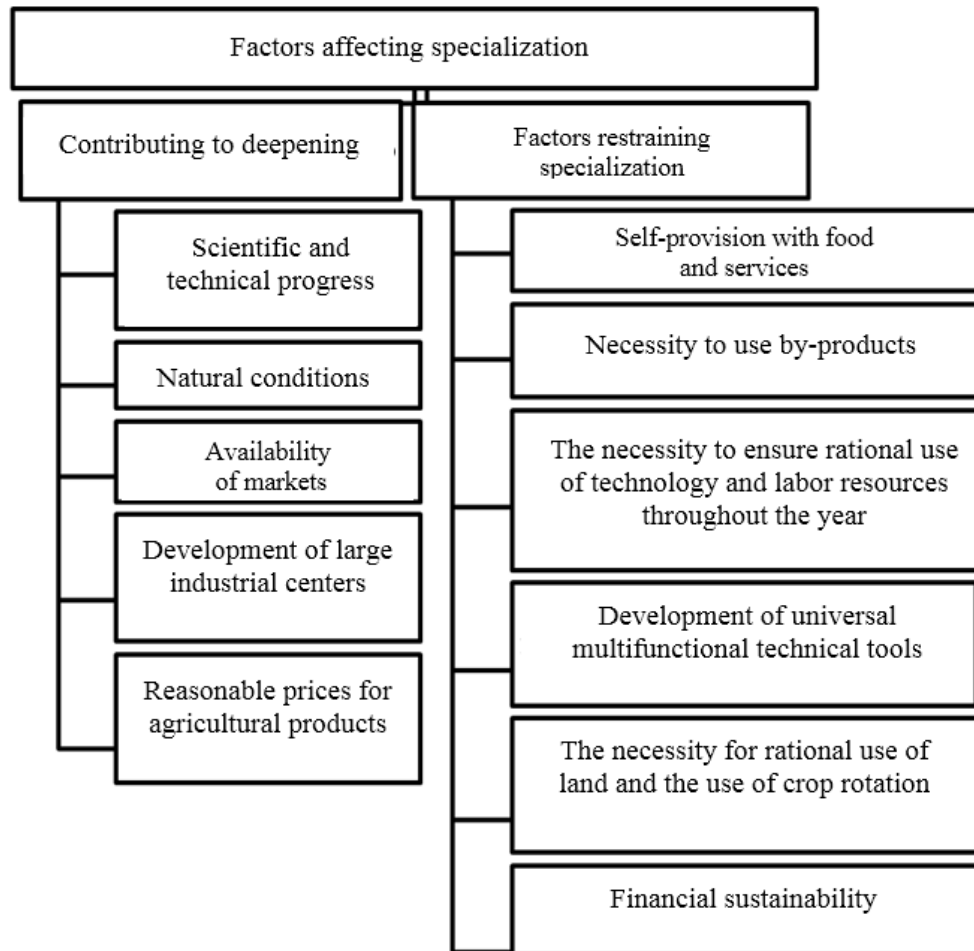 Factors affecting specialization
Contributing to deepening
Factors restraining
specialization
Scientific and
technical progress
Natural conditions
Availability
of markets
Development of large
industrial centers
Reasonable prices for
agricultural products
Self-provision with food
and services
Necessity to use by-products
The necessity to ensure rational use
of technology and labor resources
throughout the year
Development of universal
multifunctional technical tools
The necessity for rational use of
land and the use of crop rotation
Financial sustainability